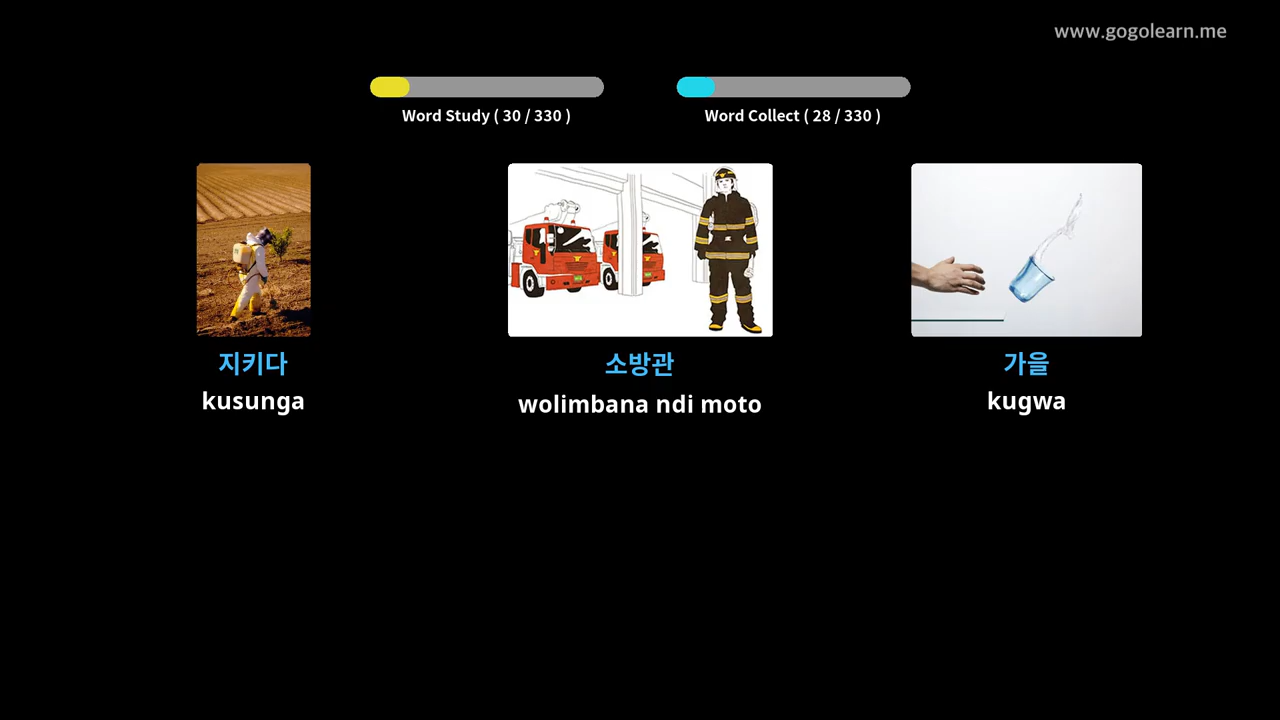 www.gogolearn.me
Word Study ( 30 / 330 )
Word Collect ( 28 / 330 )
지키다
소방관
가을
kusunga
wolimbana ndi moto
kugwa